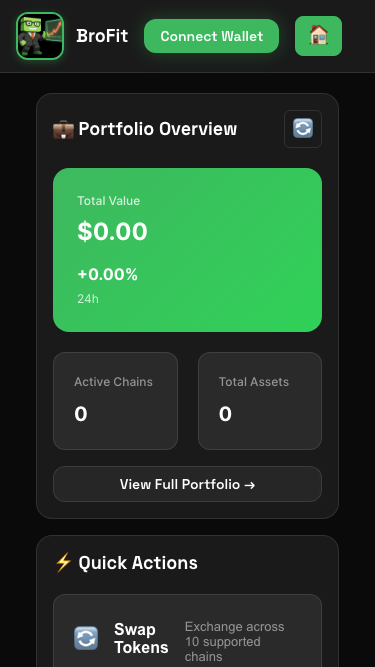 BroFit
Connect Wallet
Portfolio Overview
Total Value
$0.00
+0.00%
24h
Active Chains
0
Total Assets
0
View Full Portfolio →
Quick Actions
Swap
Tokens
Exchange across
10 supported
chains